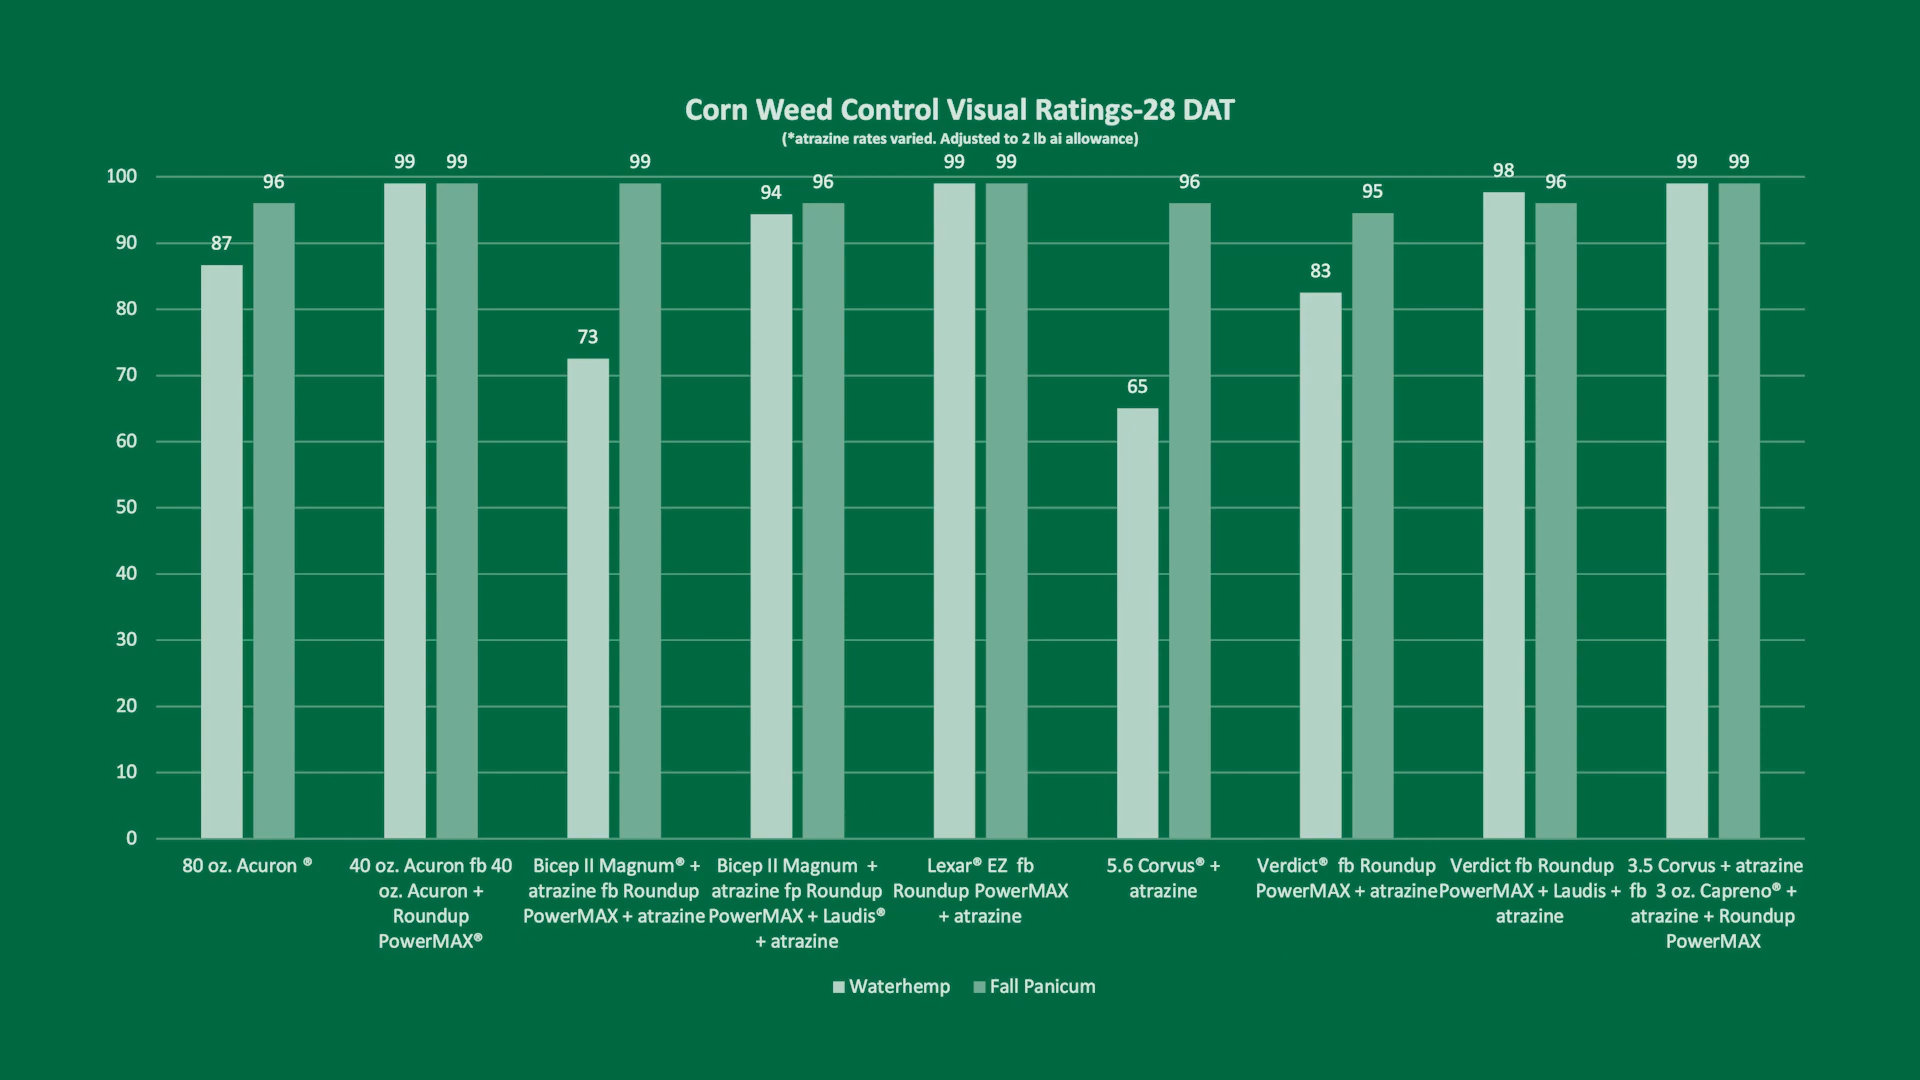 Corn Weed Control Visual Ratings-28 DAT
(*atrazine rates varied. Adjusted to 2 lb ai allowance)
100
90
80
70
60
50
40
30
20
10
0
87
96
99
99
73
99
94
96
99
99
65
96
83
95
98
96
99
99
80 oz. Acuron ®
40 oz. Acuron fb 40
oz. Acuron +
Roundup
PowerMAX®
Bicep II Magnum® +
atrazine fb Roundup
PowerMAX + atrazine
Bicep II Magnum +
atrazine fp Roundup
PowerMAX + Laudis®
+ atrazine
Lexar® EZ fb
Roundup PowerMAX
+ atrazine
5.6 Corvus® +
atrazine
Verdict® fb Roundup
PowerMAX + atrazine
Verdict fb Roundup
PowerMAX + Laudis +
atrazine
3.5 Corvus + atrazine
fb 3 oz. Capreno® +
atrazine + Roundup
PowerMAX
Waterhemp
Fall Panicum